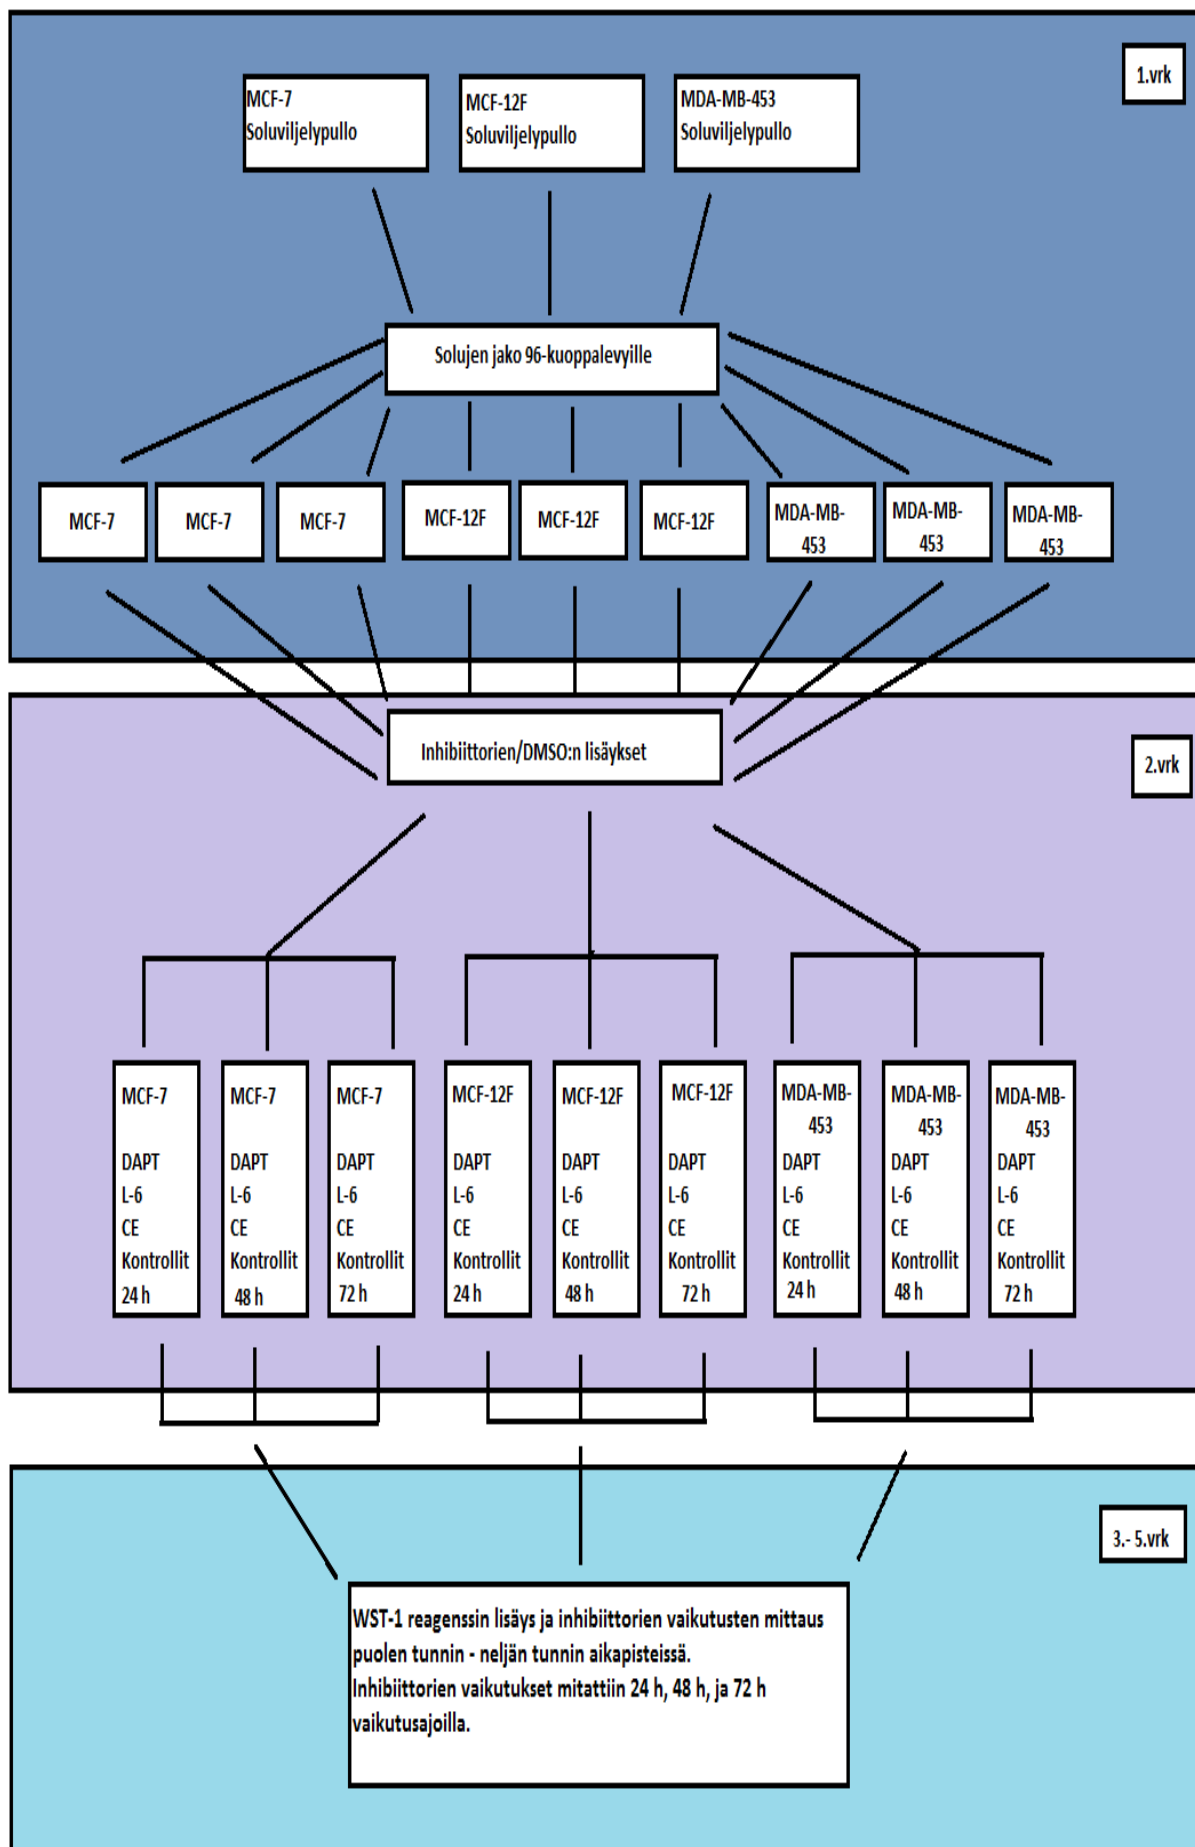 1.vrk
MCF-7
Soluviljelypullo
MCF-12F
Soluviljelypullo
MDA-MB-453
Soluviljelypullo
Solujen jako 96-kuoppalevyille
MCF-7
MCF-7
MCF-7
MCF-12F
MCF-12F
MCF-12F
MDA-MB-
453
MDA-MB-
453
MDA-MB-
453
2.vrk
Inhibiittorien/DMSO:n lisäykset
MCF-7
DAPT
L-6
CE
Kontrollit
24 h
MCF-7
DAPT
L-6
CE
Kontrollit
48 h
MCF-7
DAPT
L-6
CE
Kontrollit
72 h
MCF-12F
DAPT
L-6
CE
Kontrollit
24 h
MCF-12F
DAPT
L-6
CE
Kontrollit
48 h
MCF-12F
DAPT
L-6
CE
Kontrollit
72 h
MDA-MB-
453
DAPT
L-6
CE
Kontrollit
24 h
MDA-MB-
453
DAPT
L-6
CE
Kontrollit
48 h
MDA-MB-
453
DAPT
L-6
CE
Kontrollit
72 h
3.- 5.vrk
WST-1 reagenssin lisäys ja inhibiittorien vaikutusten mittaus
puolen tunnin - neljän tunnin aikapisteissä.
Inhibiittorien vaikutukset mitattiin 24 h, 48 h, ja 72 h
vaikutusajoilla.